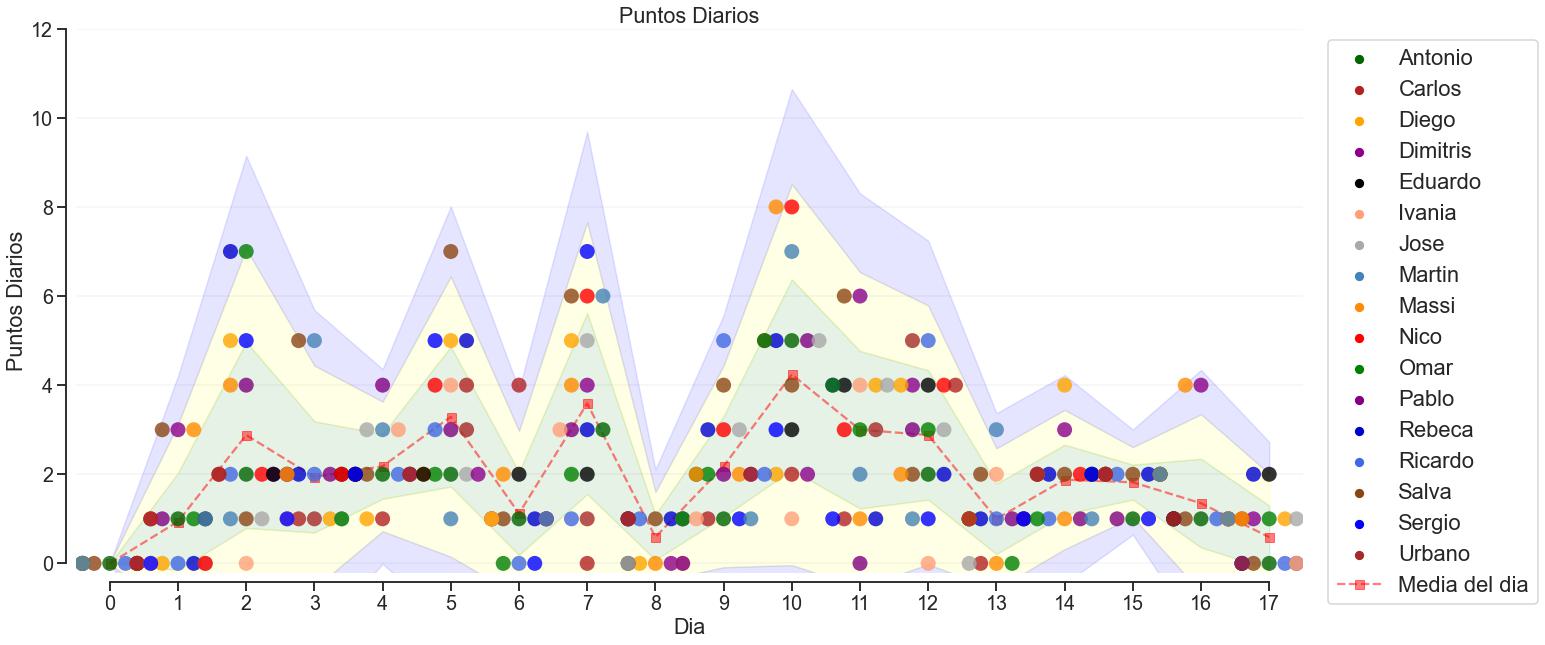 Puntos Diarios
Puntos Diarios
12
10
8
6
4
2
0
0 1 2 3 4 5 6 7 8 9 10 11 12 13 14 15 16 17
Dia
Antonio
Carlos
Diego
Dimitris
Eduardo
Ivania
Jose
Martin
Massi
Nico
Omar
Pablo
Rebeca
Ricardo
Salva
Sergio
Urbano
Media del dia